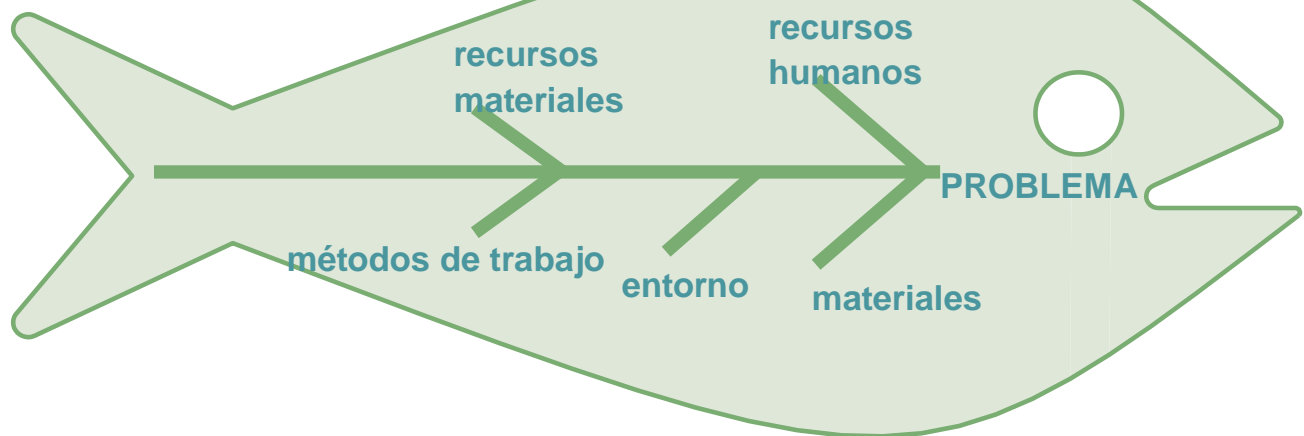 recursos
humanos
recursos
materiales
PROBLEMA
métodos de trabajo
entorno
materiales